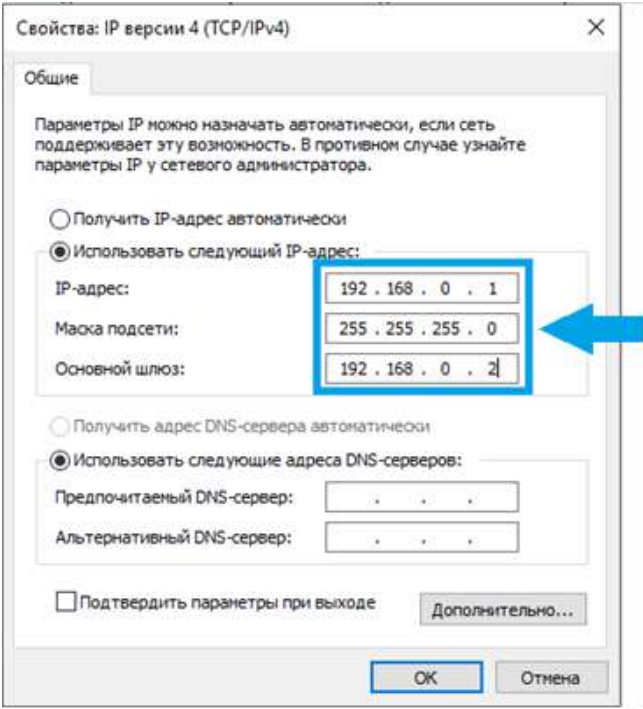 Свойства: IP версии 4 (TCP/IPv4)
Общие
Параметры IP можно назначать автоматически, если сеть
поддерживает эту возможность. В противном случае узнайте
параметры IP у сетевого администратора.
Получить IP-адрес автоматически
Использовать следующий IP-адрес:
IP-адрес: 192 . 168 . 0 . 1
Маска подсети: 255 . 255 . 255 . 0
Основной шлюз: 192 . 168 . 0 . 2
Получить адрес DNS-сервера автоматически
Использовать следующие адреса DNS-серверов:
Предпочитаемый DNS-сервер: . . .
Альтернативный DNS-сервер: . . .
Подтвердить параметры при выходе
Дополнительно...
OK Отмена